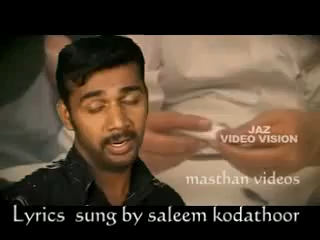 JAZ
VIDEO VISION
masthan videos
Lyrics sung by saleem kodathoor